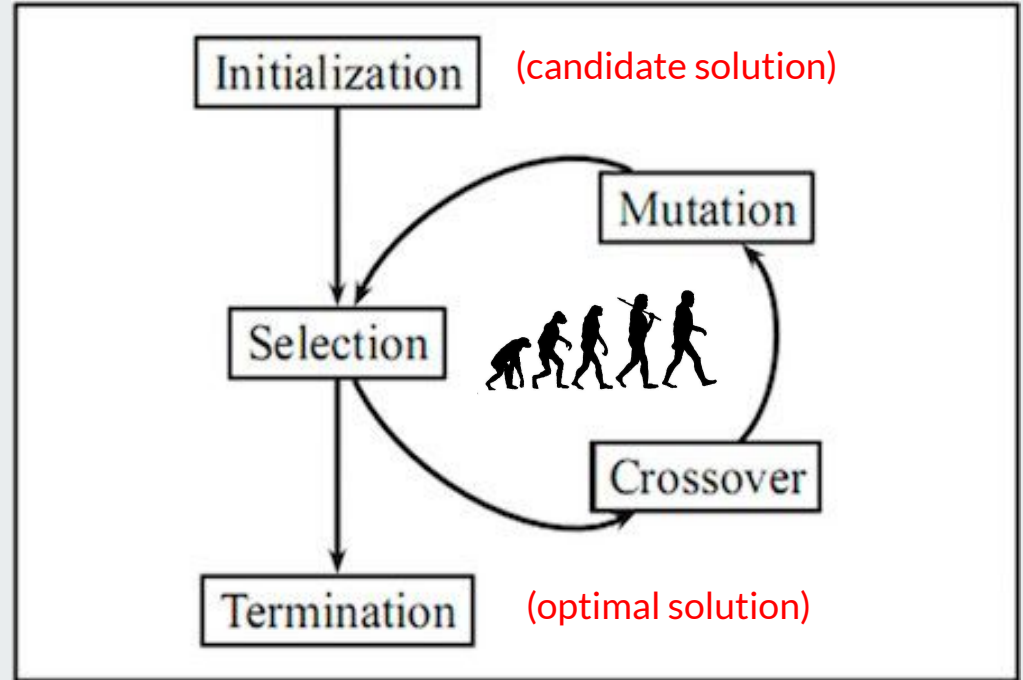 Initialization (candidate solution)
Mutation
Selection
Crossover
Termination (optimal solution)